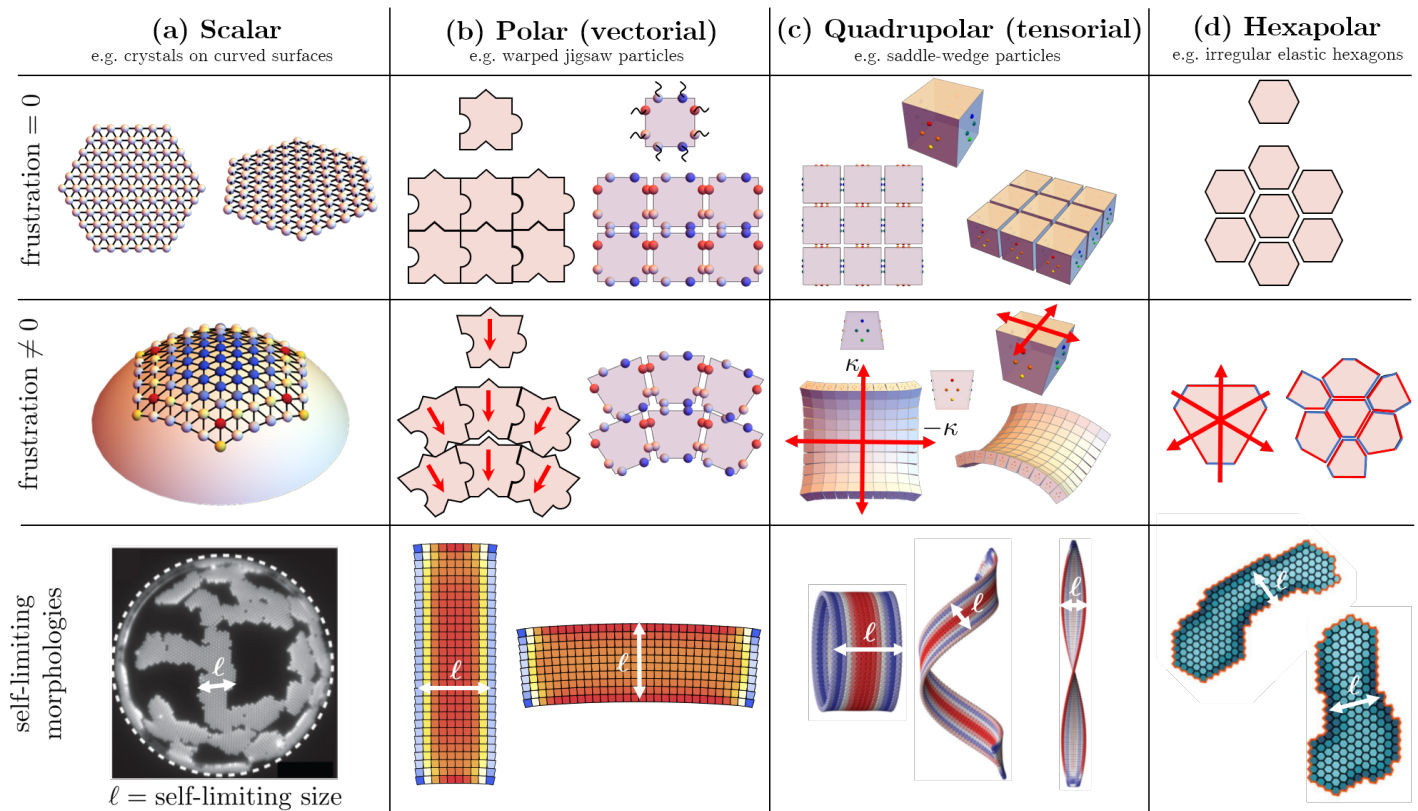 (a) Scalar
e.g. crystals on curved surfaces
(b) Polar (vectorial)
e.g. warped jigsaw particles
(c) Quadrupolar (tensorial)
e.g. saddle-wedge particles
(d) Hexapolar
e.g. irregular elastic hexagons
frustration = 0
frustration ≠ 0
κ
−κ
self-limiting
morphologies
ℓ
ℓ
ℓ
ℓ
ℓ
ℓ
ℓ
ℓ
ℓ = self-limiting size